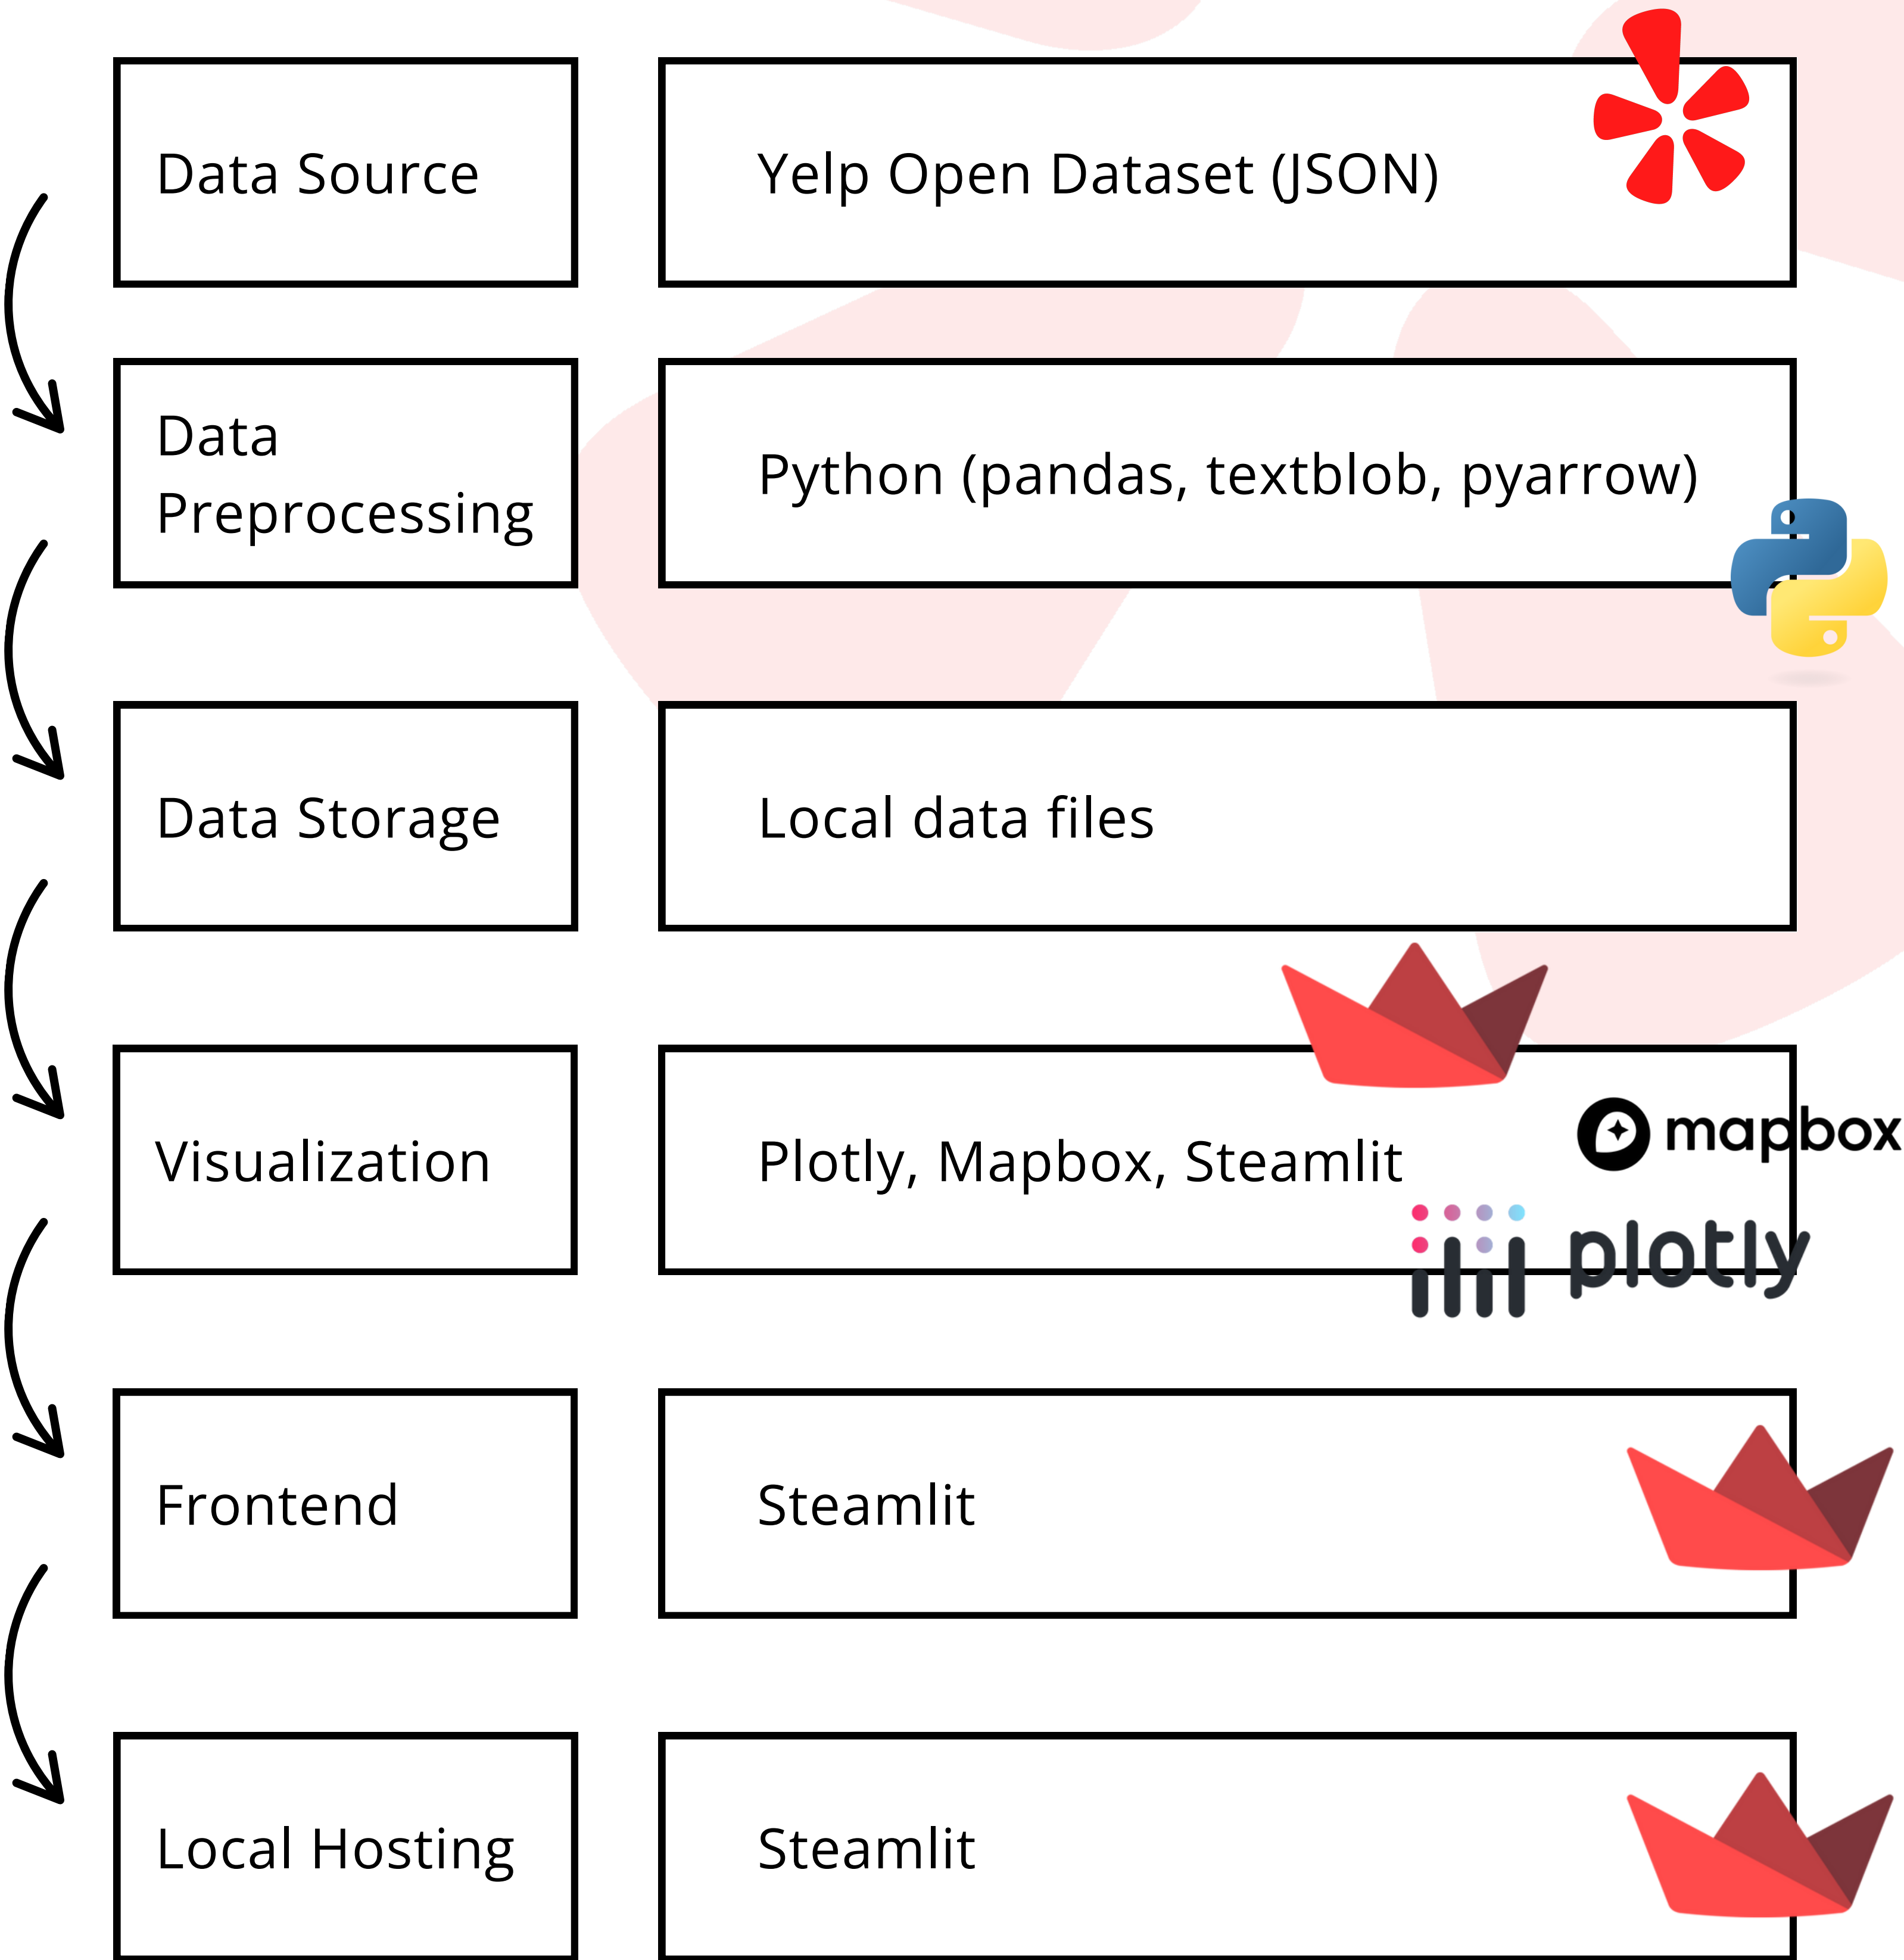 Data Source
Yelp Open Dataset (JSON)
Data
Preprocessing
Python (pandas, textblob, pyarrow)
Data Storage
Local data files
Visualization
Plotly, Mapbox, Steamlit
mapbox
plotly
Frontend
Steamlit
Local Hosting
Steamlit